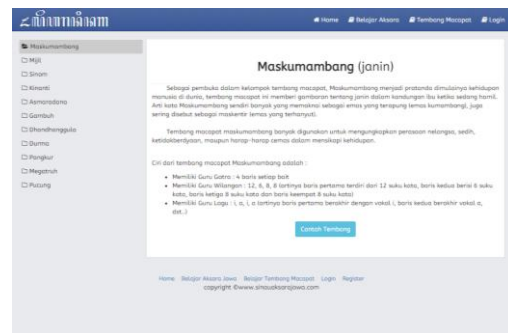 Home Belajar Aksara Tembang Macapat Login
Maskumambang
Mijil
Sinom
Kinanti
Asmaradana
Gambuh
Dhandhanggula
Durma
Pangkur
Megatruh
Pucung
Maskumambang (janin)
Sebagai pembuka dalam kelompok tembang macapat, Maskumambang menjadi pratanda dimulainya kehidupan
manusia di dunia, tembang macapat ini memberi gambaran tentang janin dalam kandungan ibu ketika sedang hamil.
Arti kata Maskumambang sendiri banyak yang memaknai sebagai emas yang terapung (emas kumambang), juga
sering disebut sebagai maskentir (emas yang terhanyut).
Tembang macapat maskumambang banyak digunakan untuk mengungkapkan perasaan nelangsa, sedih,
ketidakberdayaan, maupun harap-harap cemas dalam mensikapi kehidupan.
Ciri dari tembang macapat Maskumambang adalah :
Memiliki Guru Gatra : 4 baris setiap bait
Memiliki Guru Wilangan : 12, 6, 8, 8 (artinya baris pertama terdiri dari 12 suku kata, baris kedua berisi 6 suku
kata, baris ketiga 8 suku kata dan baris keempat 8 suku kata)
Memiliki Guru Lagu : i, a, i, a (artinya baris pertama berakhir dengan vokal i, baris kedua berakhir vokal a,
dst..)
Contoh Tembang
Home Belajar Aksara Jawa Belajar Tembang Macapat Login Register
copyright ©www.sinauaksarajawa.com